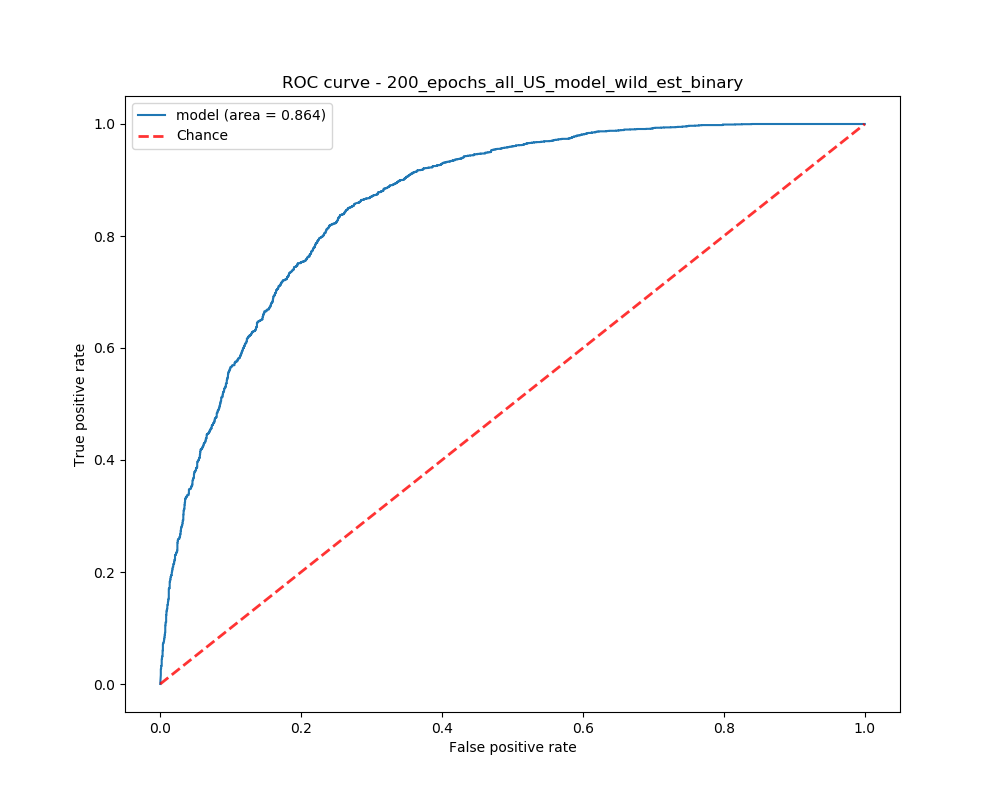 ROC curve - 200_epochs_all_US_model_wild_est_binary
model (area = 0.864)
Chance
1.0
0.8
0.6
0.4
0.2
0.0
True positive rate
0.0 0.2 0.4 0.6 0.8 1.0
False positive rate